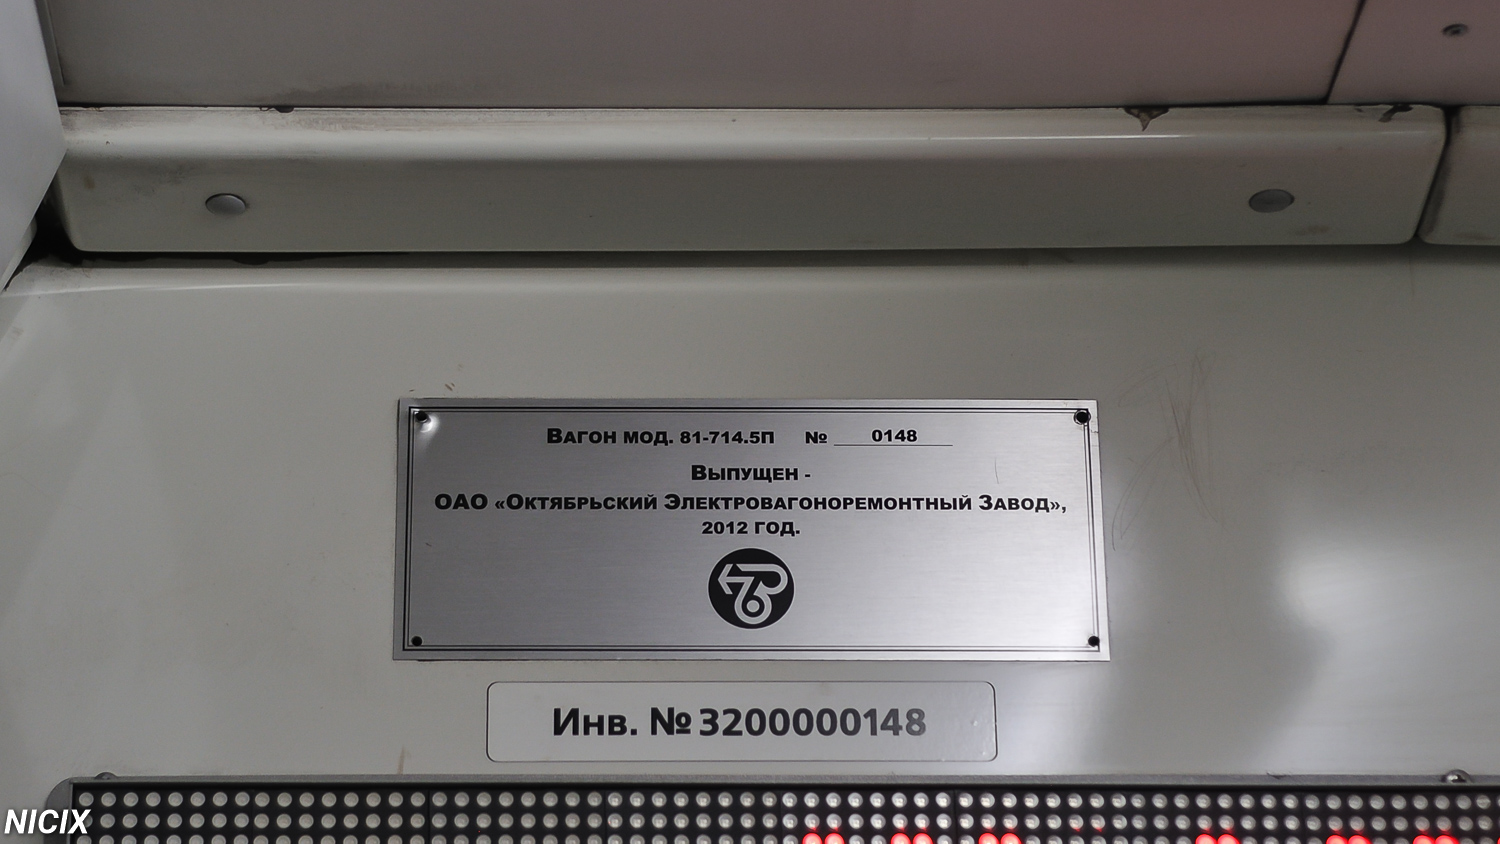 Вагон мод. 81-714.5П № 0148
Выпущен -
ОАО «Октябрьский Электровагоноремонтный Завод»,
2012 год.
Инв. № 3200000148
NICIX